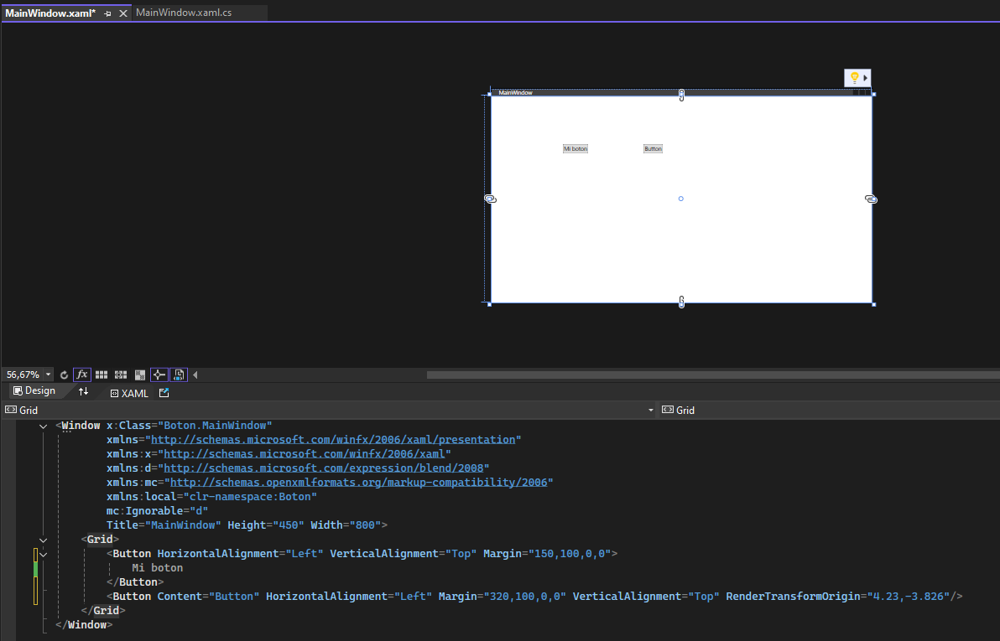 MainWindow.xaml* MainWindow.xaml.cs
MainWindow
Mi boton Button
56,67% fx
Design XAML
Grid Grid
<Window x:Class="Boton.MainWindow"
xmlns="http://schemas.microsoft.com/winfx/2006/xaml/presentation"
xmlns:x="http://schemas.microsoft.com/winfx/2006/xaml"
xmlns:d="http://schemas.microsoft.com/expression/blend/2008"
xmlns:mc="http://schemas.openxmlformats.org/markup-compatibility/2006"
xmlns:local="clr-namespace:Boton"
mc:Ignorable="d"
Title="MainWindow" Height="450" Width="800">
<Grid>
<Button HorizontalAlignment="Left" VerticalAlignment="Top" Margin="150,100,0,0">
Mi boton
</Button>
<Button Content="Button" HorizontalAlignment="Left" Margin="320,100,0,0" VerticalAlignment="Top" RenderTransformOrigin="4.23,-3.826"/>
</Grid>
</Window>